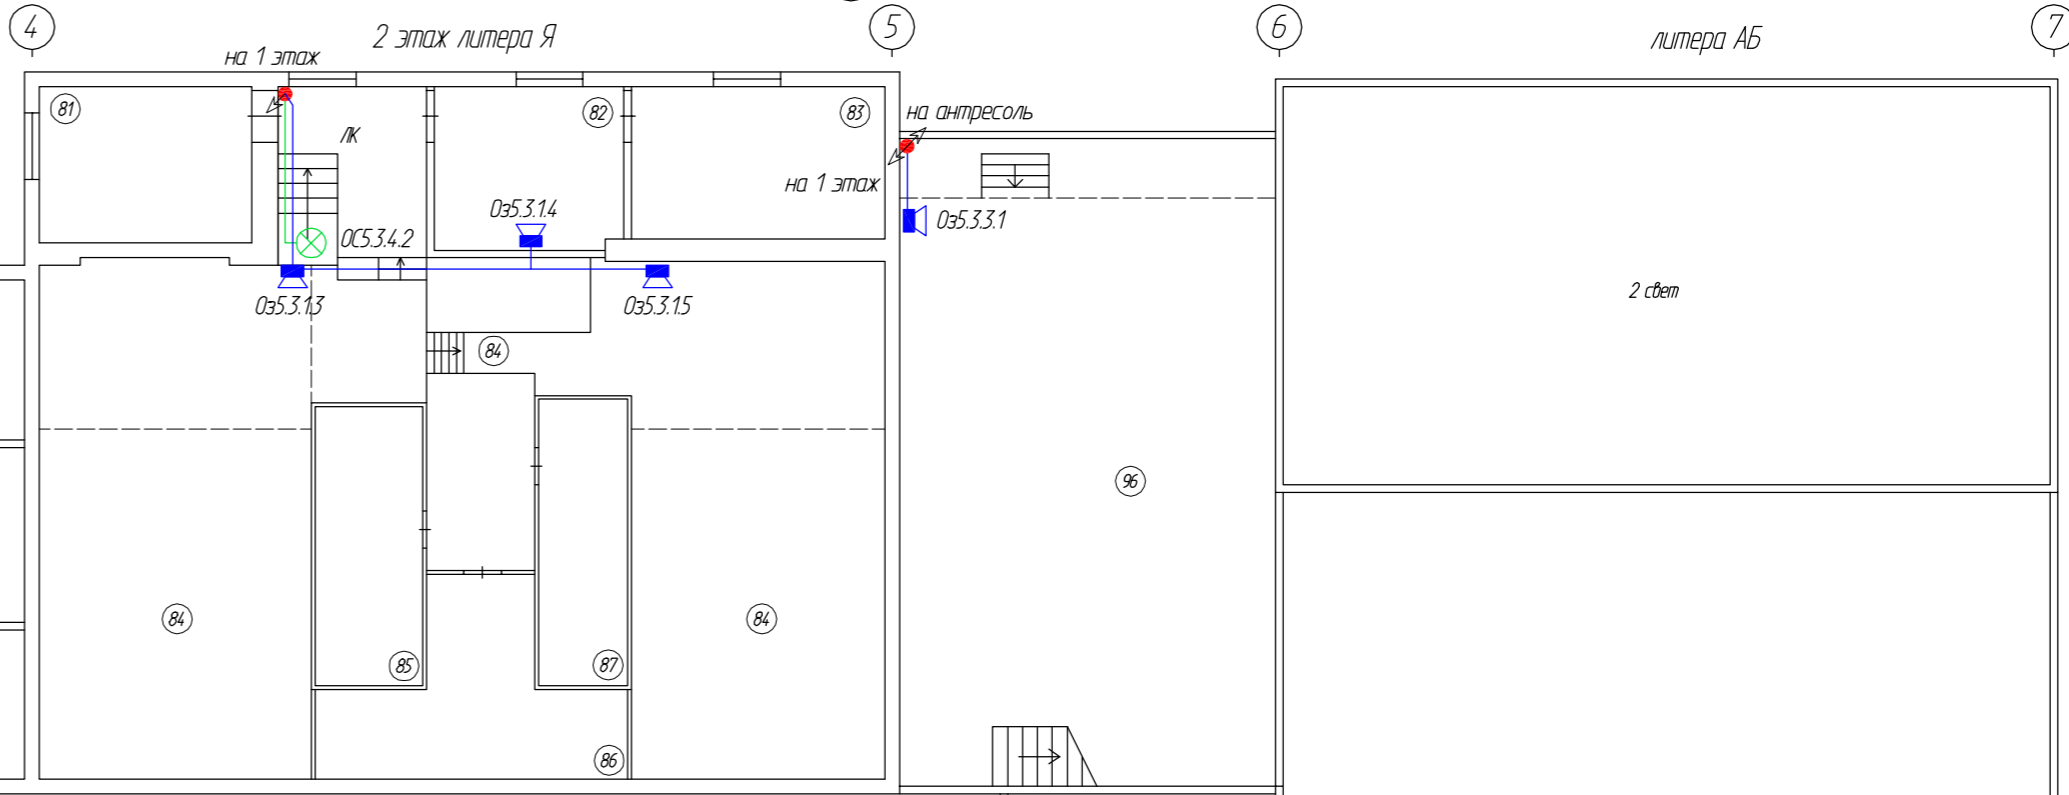 4
2 этаж литера Я
5
6
литера АБ
7
на 1 этаж
81
ЛК
82
83
на антресоль
на 1 этаж
Оз5.3.1.4
Оз5.3.3.1
ОС5.3.4.2
2 свет
Оз5.3.1.3
Оз5.3.1.5
84
96
84
84
85
87
86